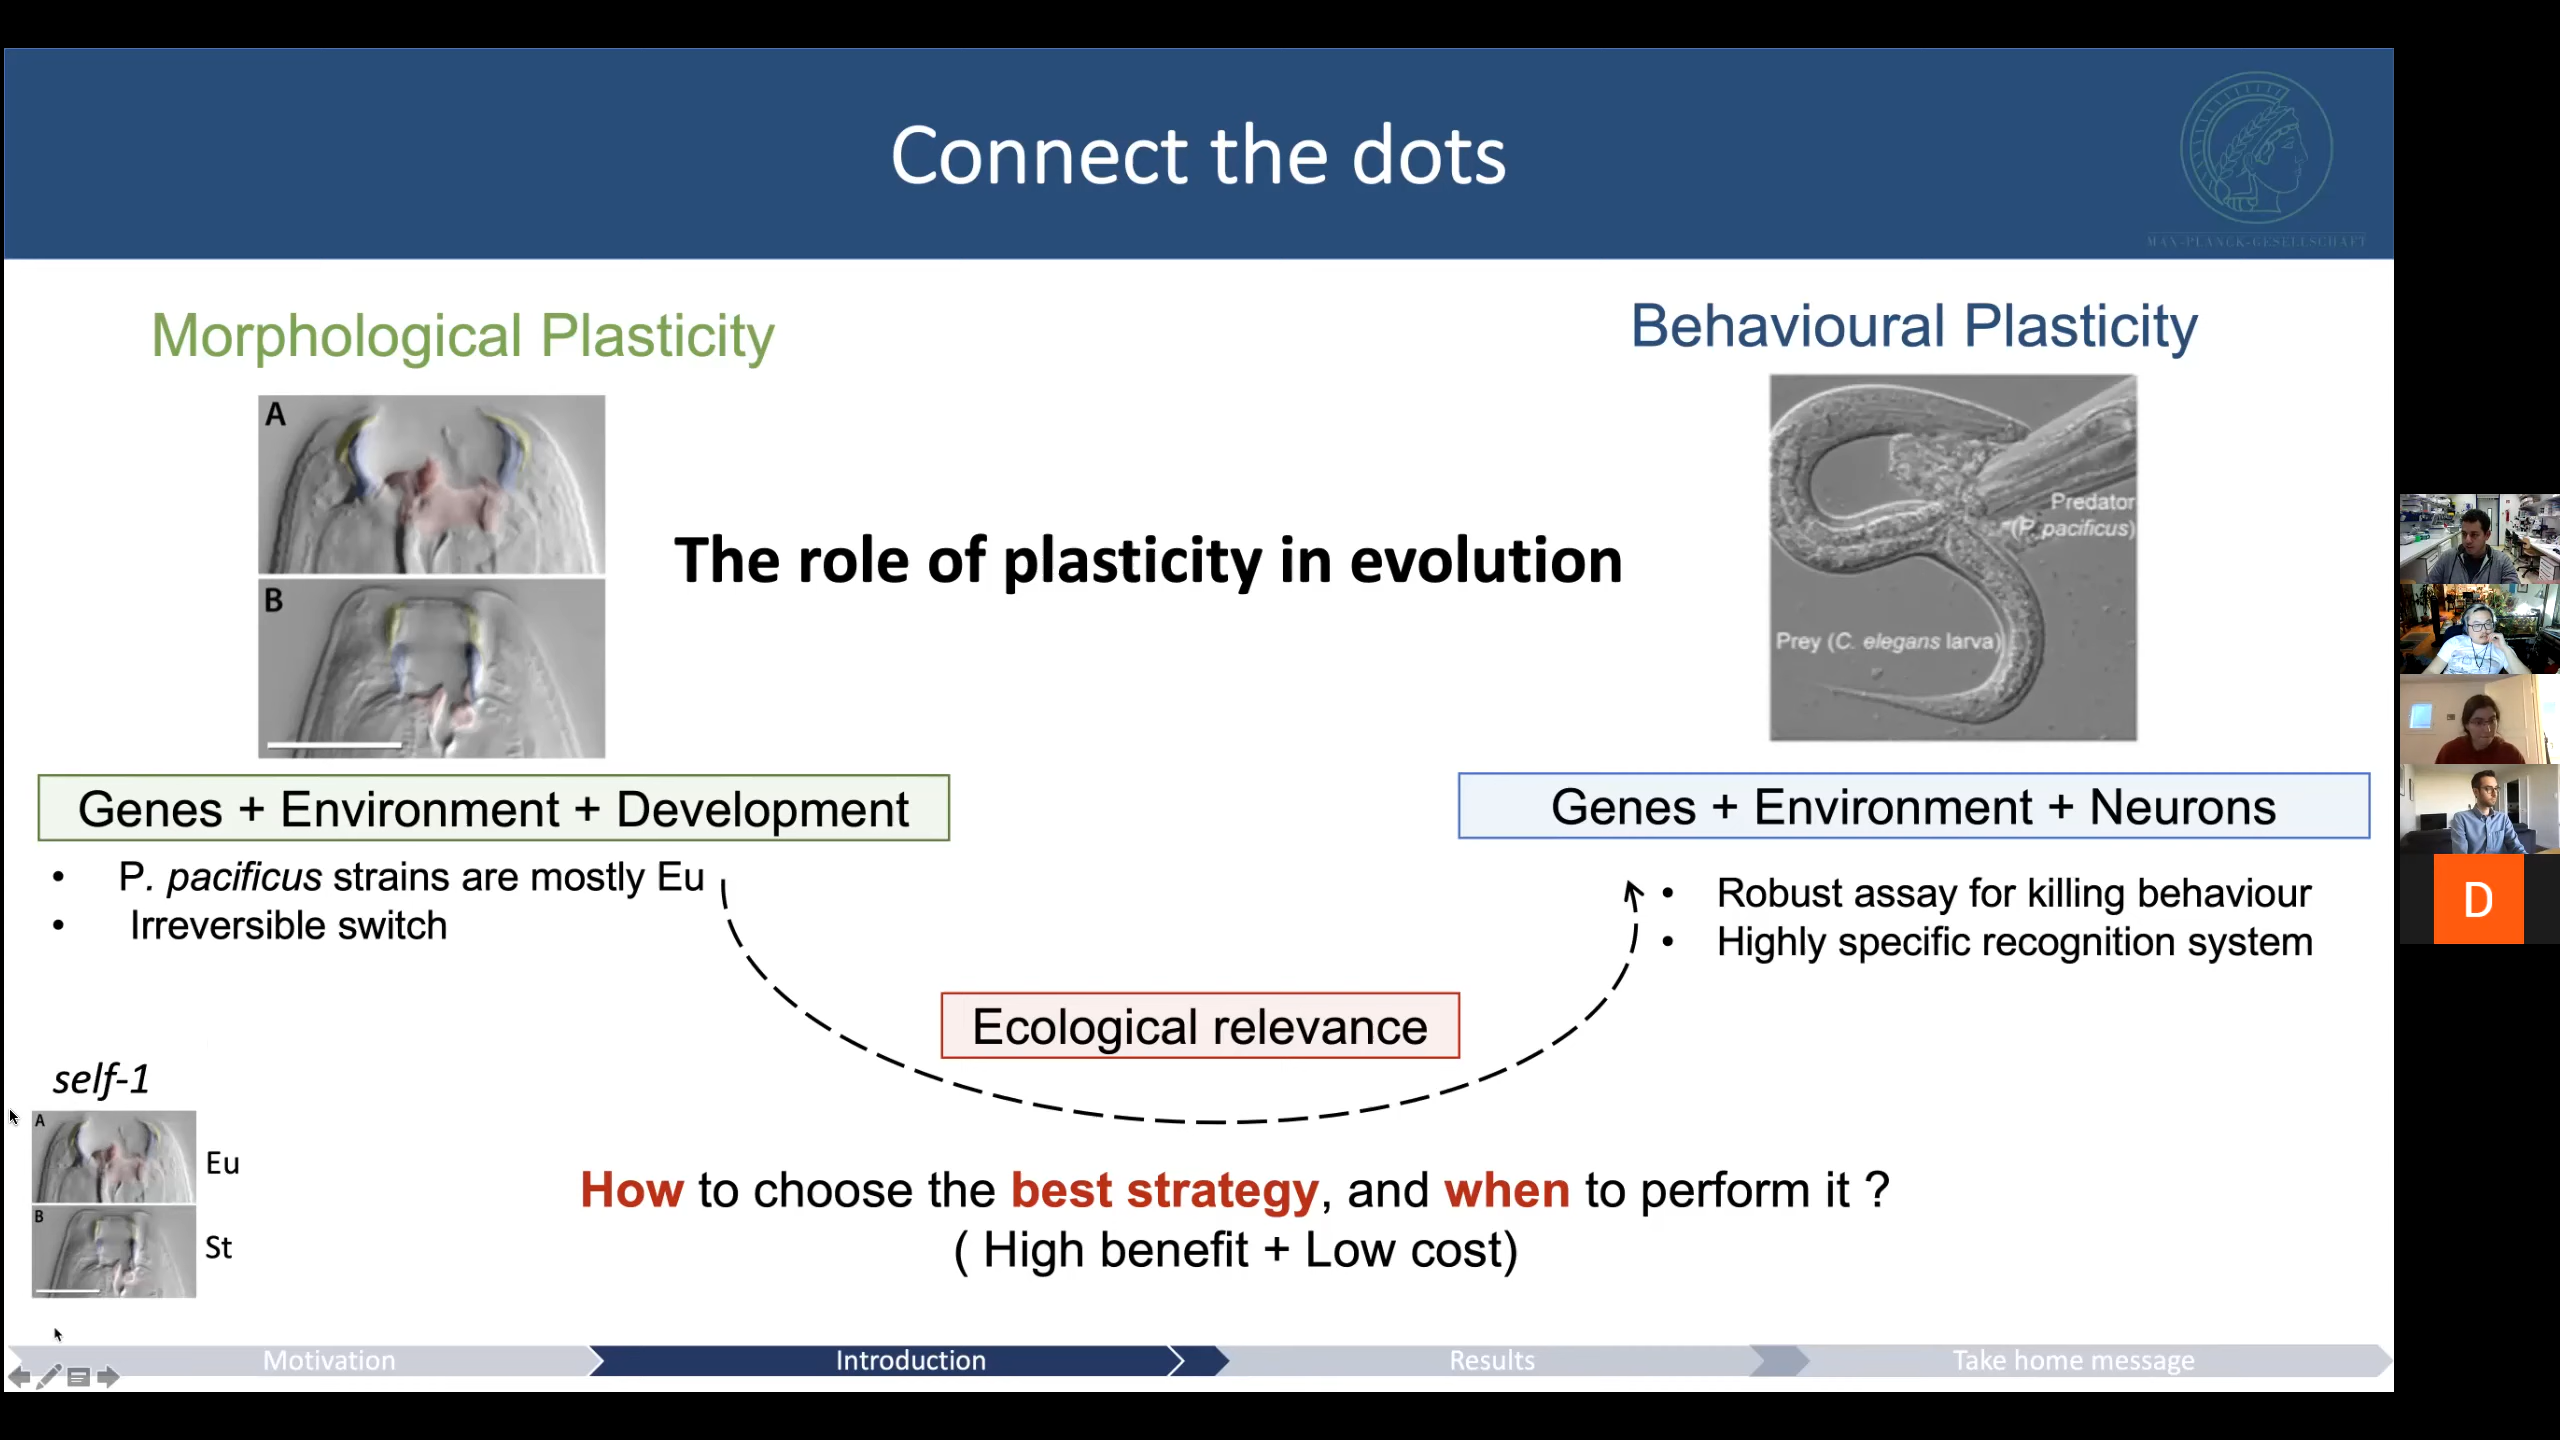 Connect the dots
MAX-PLANCK-GESELLSCHAFT
Morphological Plasticity
A
B
Genes + Environment + Development
• P. pacificus strains are mostly Eu
• Irreversible switch
The role of plasticity in evolution
Behavioural Plasticity
Predator
(P. pacificus)
Prey (C. elegans larva)
Genes + Environment + Neurons
• Robust assay for killing behaviour
• Highly specific recognition system
Ecological relevance
self-1
A
Eu
B
St
How to choose the best strategy, and when to perform it ?
( High benefit + Low cost)
Motivation
Introduction
Results
Take home message
D